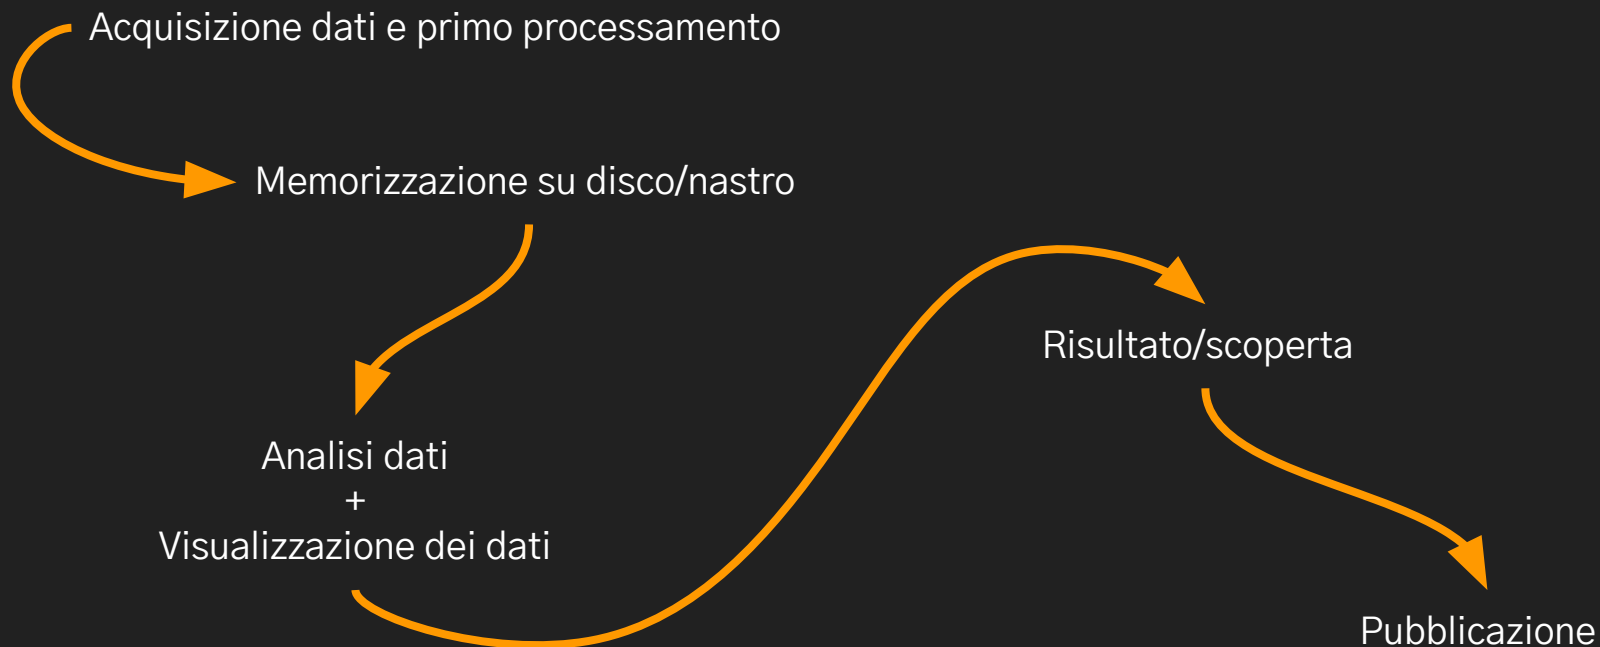 Acquisizione dati e primo processamento
Memorizzazione su disco/nastro
Analisi dati
+
Visualizzazione dei dati
Risultato/scoperta
Pubblicazione